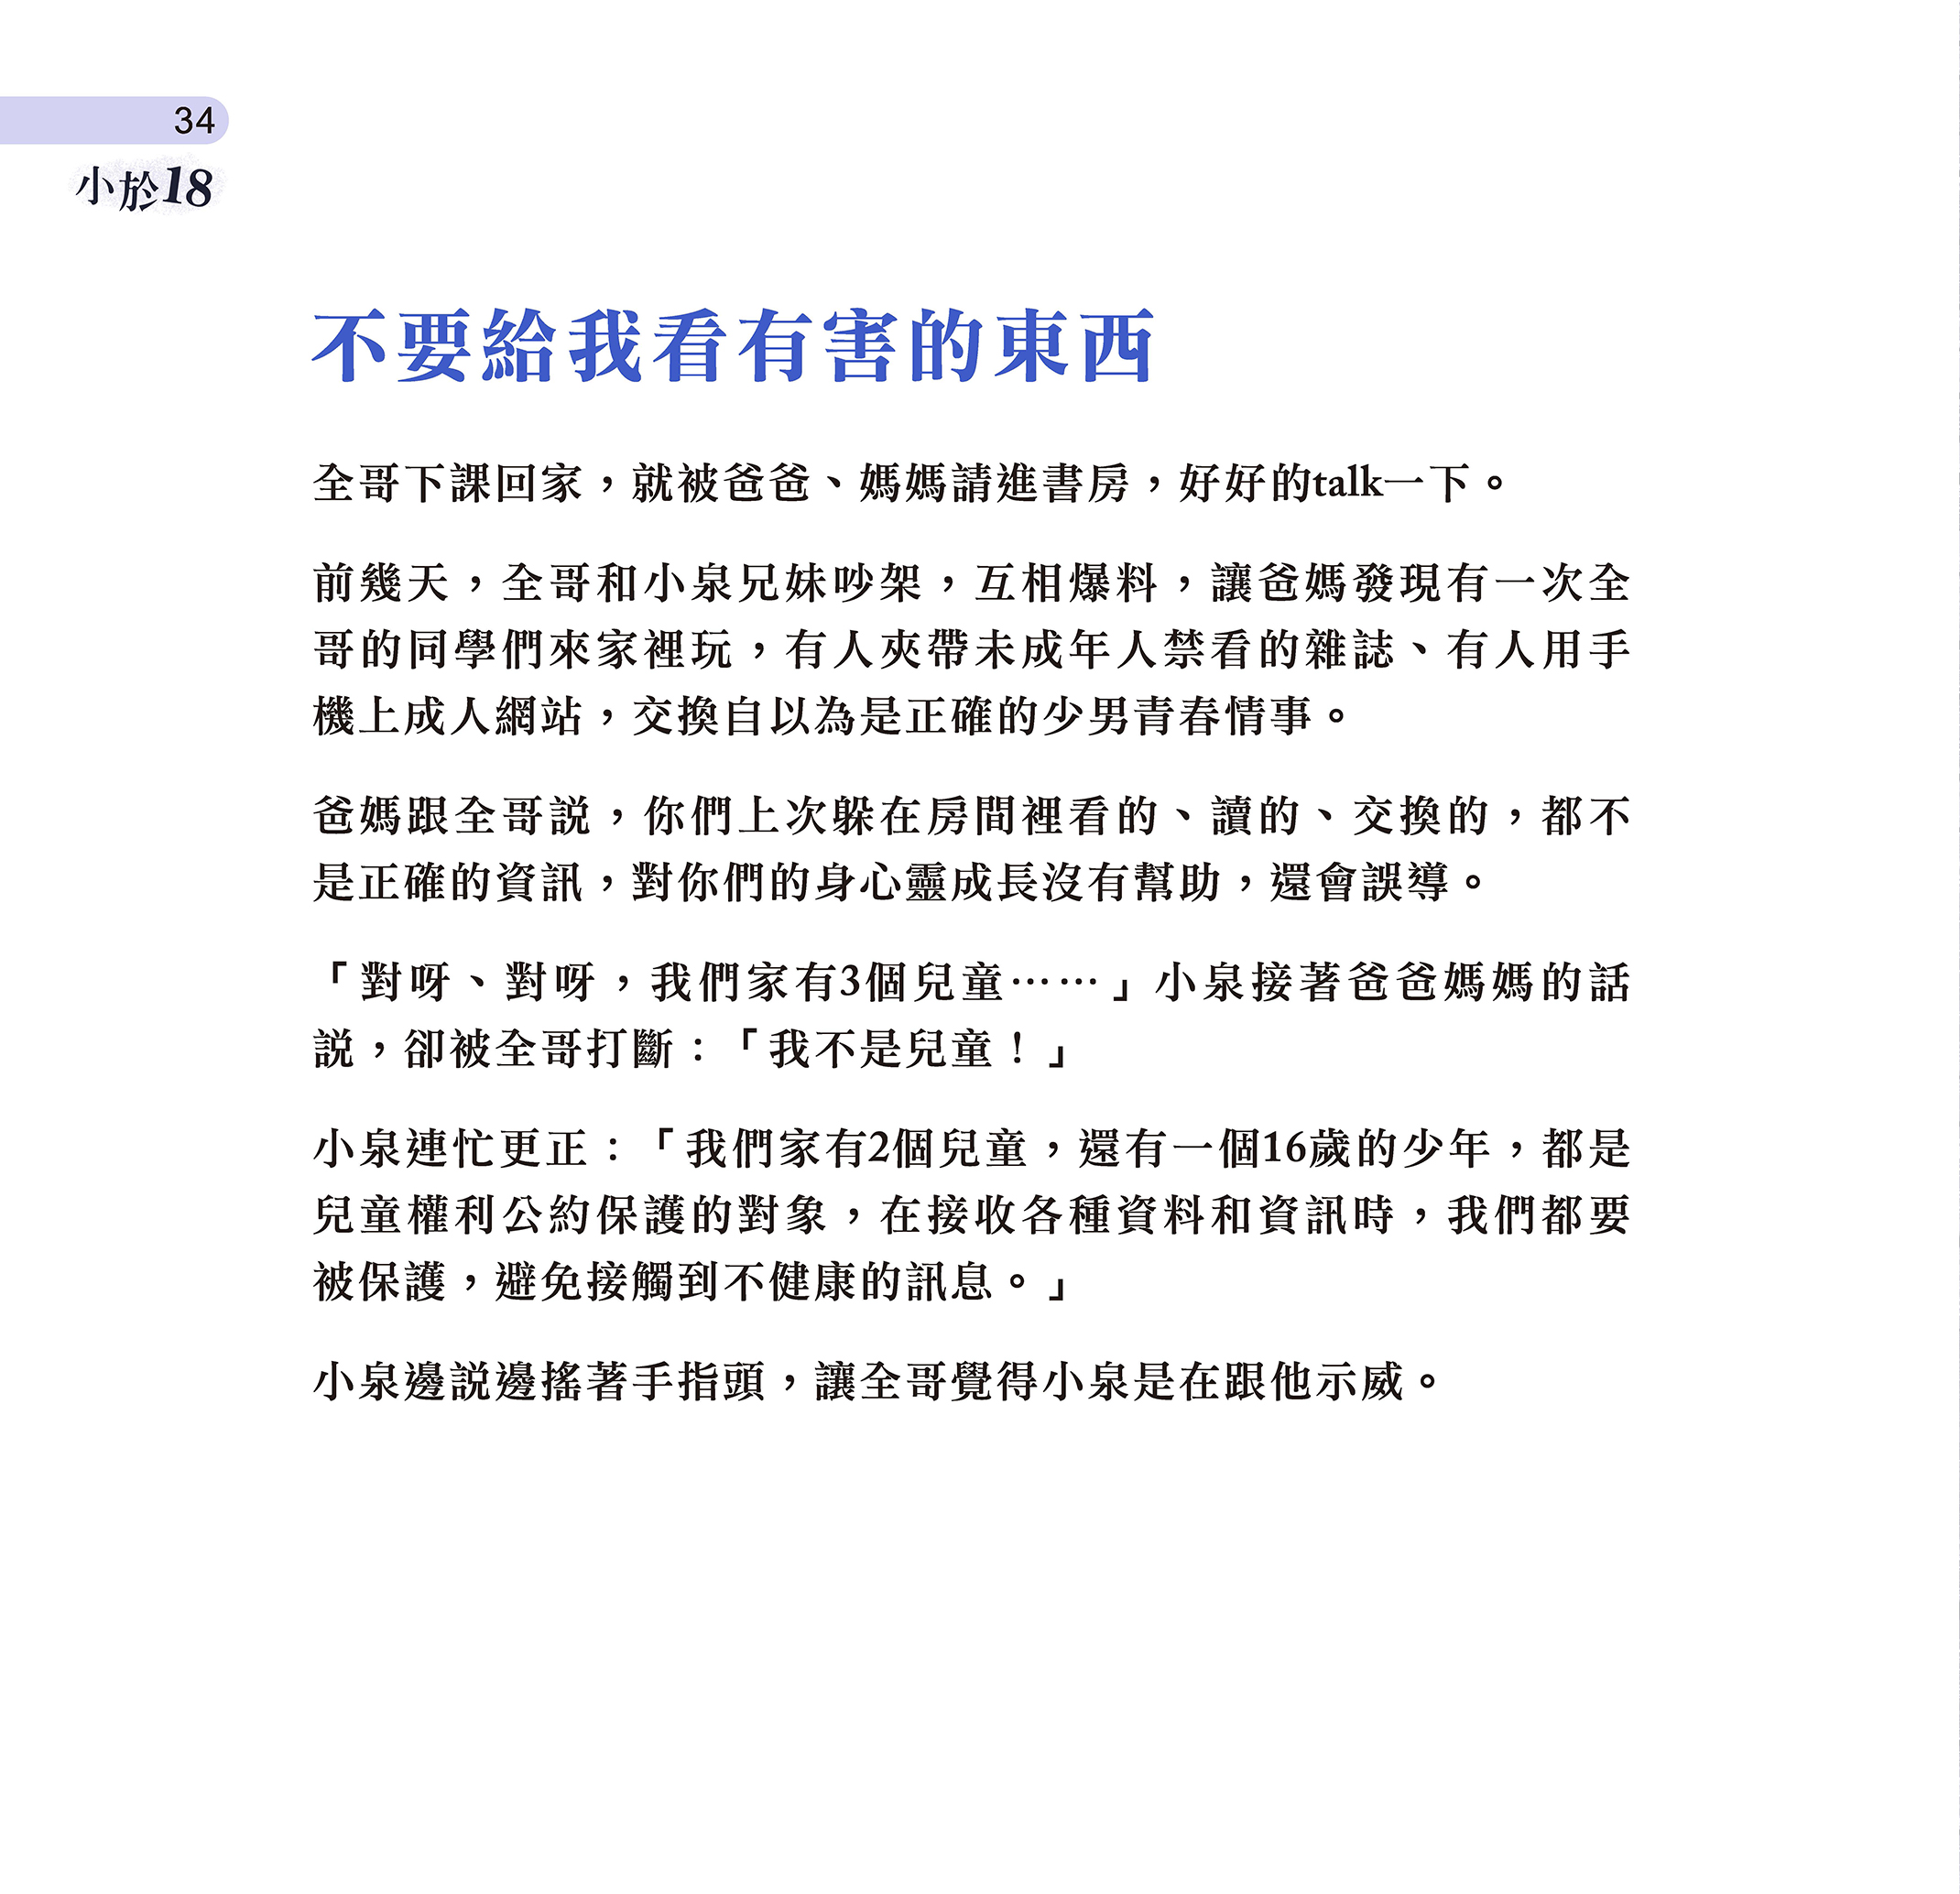 34
小於18
不要給我看有害的東西
全哥下課回家，就被爸爸、媽媽請進書房，好好的talk一下。
前幾天，全哥和小泉兄妹吵架，互相爆料，讓爸媽發現有一次全
哥的同學們來家裡玩，有人夾帶未成年人禁看的雜誌、有人用手
機上成人網站，交換自以為是正確的少男青春情事。
爸媽跟全哥說，你們上次躲在房間裡看的、讀的、交換的，都不
是正確的資訊，對你們的身心靈成長沒有幫助，還會誤導。
「對呀、對呀，我們家有3個兒童……」小泉接著爸爸媽媽的話
說，卻被全哥打斷：「我不是兒童！」
小泉連忙更正：「我們家有2個兒童，還有一個16歲的少年，都是
兒童權利公約保護的對象，在接收各種資料和資訊時，我們都要
被保護，避免接觸到不健康的訊息。」
小泉邊說邊搖著手指頭，讓全哥覺得小泉是在跟他示威。